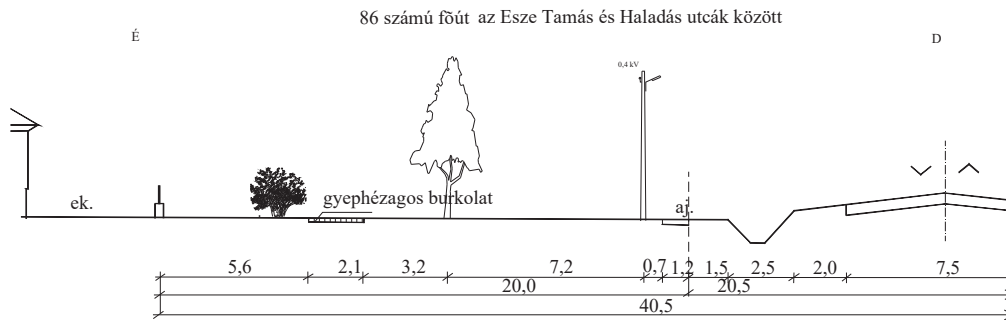 86 számú fõút az Esze Tamás és Haladás utcák között
É
D
0,4 kV
ek.
gyephézagos burkolat
aj.
5,6 2,1 3,2 7,2 0,7 1,2 1,5 2,5 2,0 7,5
20,0 20,5
40,5